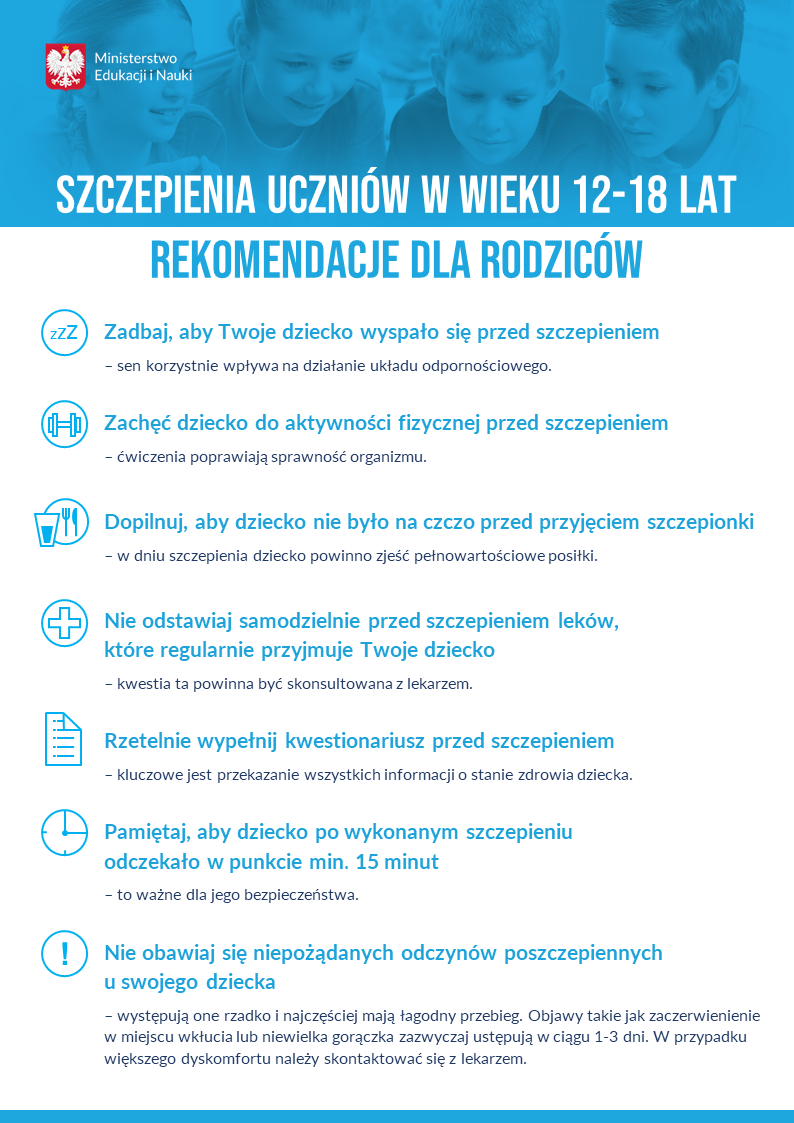 Ministerstwo
Edukacji i Nauki
SZCZEPIENIA UCZNIÓW W WIEKU 12-18 LAT
REKOMENDACJE DLA RODZICÓW
zzZ
Zadbaj, aby Twoje dziecko wyspało się przed szczepieniem
– sen korzystnie wpływa na działanie układu odpornościowego.
Zachęć dziecko do aktywności fizycznej przed szczepieniem
– ćwiczenia poprawiają sprawność organizmu.
Dopilnuj, aby dziecko nie było na czczo przed przyjęciem szczepionki
– w dniu szczepienia dziecko powinno zjeść pełnowartościowe posiłki.
Nie odstawiaj samodzielnie przed szczepieniem leków,
które regularnie przyjmuje Twoje dziecko
– kwestia ta powinna być skonsultowana z lekarzem.
Rzetelnie wypełnij kwestionariusz przed szczepieniem
– kluczowe jest przekazanie wszystkich informacji o stanie zdrowia dziecka.
Pamiętaj, aby dziecko po wykonanym szczepieniu
odczekało w punkcie min. 15 minut
– to ważne dla jego bezpieczeństwa.
!
Nie obawiaj się niepożądanych odczynów poszczepiennych
u swojego dziecka
– występują one rzadko i najczęściej mają łagodny przebieg. Objawy takie jak zaczerwienienie
w miejscu wkłucia lub niewielka gorączka zazwyczaj ustępują w ciągu 1-3 dni. W przypadku
większego dyskomfortu należy skontaktować się z lekarzem.